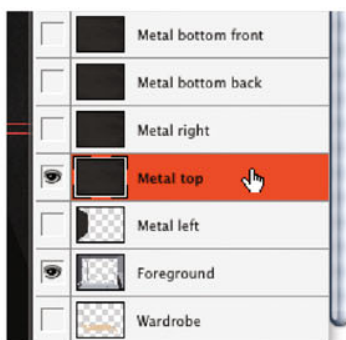 Metal bottom front
Metal bottom back
Metal right
Metal top
Metal left
Foreground
Wardrobe